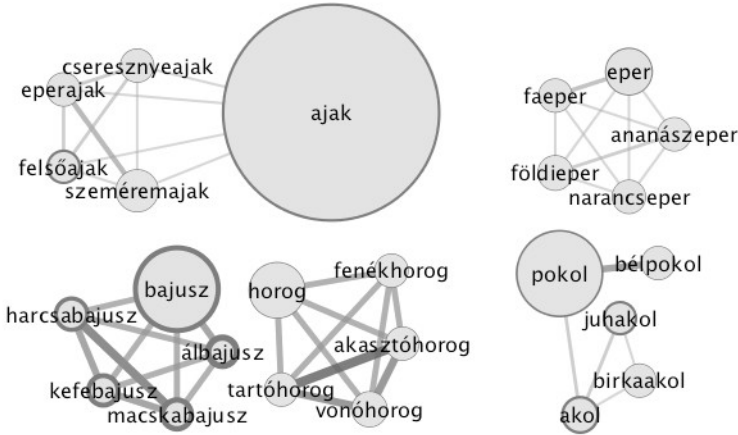 cseresznyeajak
eperajak
ajak
felsőajak
szeméremajak
eper
faeper
ananászeper
földieper
narancseper
bajusz
harcsabajusz
álbajusz
kefebajusz
macskabajusz
fenékhorog
horog
akasztóhorog
tartóhorog
vonóhorog
pokol
bélpokol
juhakol
birkaakol
akol